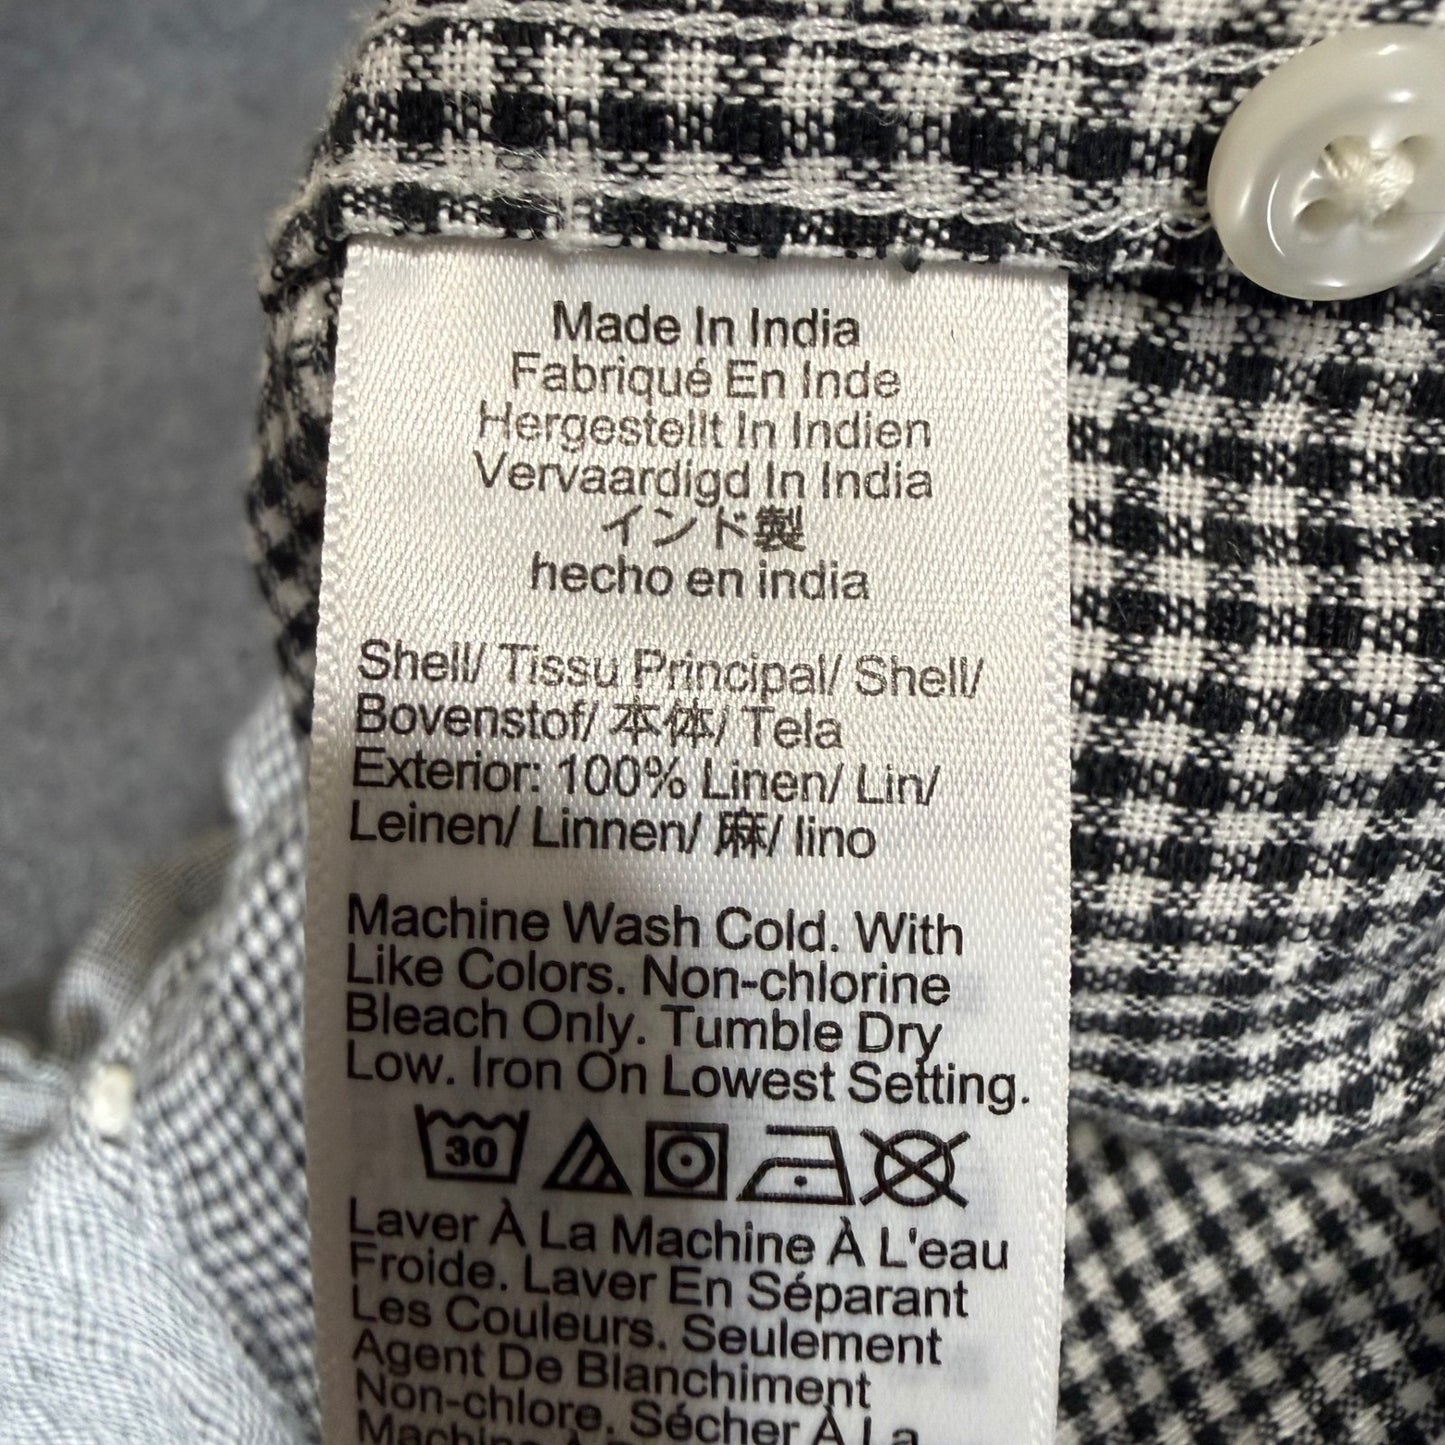 Made In India
Fabriqué En Inde
Hergestellt In Indien
Vervaardigd In India
インド製
hecho en india
Shell/ Tissu Principal/ Shell/
Bovenstof/ 本体/ Tela
Exterior: 100% Linen/ Lin/
Leinen/ Linnen/ 麻/ lino
Machine Wash Cold. With
Like Colors. Non-chlorine
Bleach Only. Tumble Dry
Low. Iron On Lowest Setting.
30
Laver À La Machine À L'eau
Froide. Laver En Séparant
Les Couleurs. Seulement
Agent De Blanchiment
Non-chlore. Sécher À La
Machine À